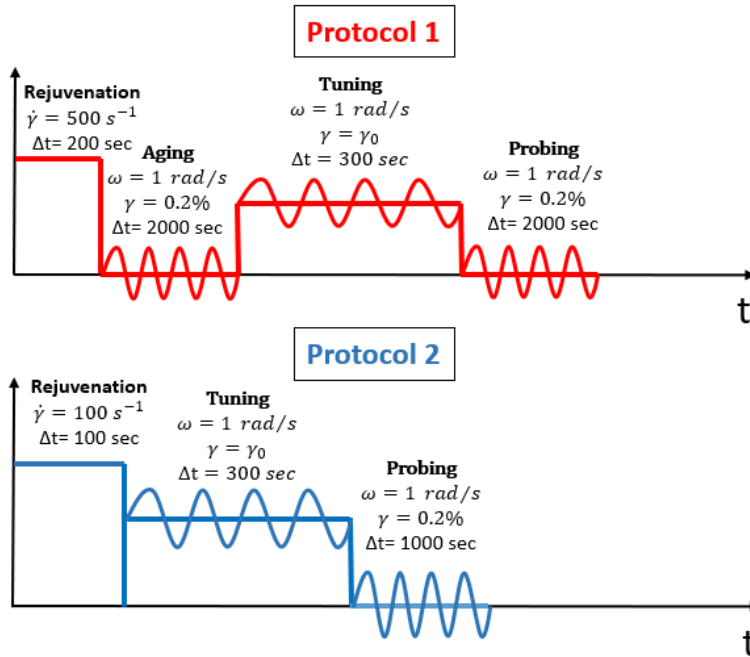 Protocol 1
Rejuvenation
γ̇ = 500 s⁻¹
Δt= 200 sec
Aging
ω = 1 rad/s
γ = 0.2%
Δt= 2000 sec
Tuning
ω = 1 rad/s
γ = γ₀
Δt = 300 sec
Probing
ω = 1 rad/s
γ = 0.2%
Δt= 2000 sec
t
Protocol 2
Rejuvenation
γ̇ = 100 s⁻¹
Δt= 100 sec
Tuning
ω = 1 rad/s
γ = γ₀
Δt = 300 sec
Probing
ω = 1 rad/s
γ = 0.2%
Δt= 1000 sec
t